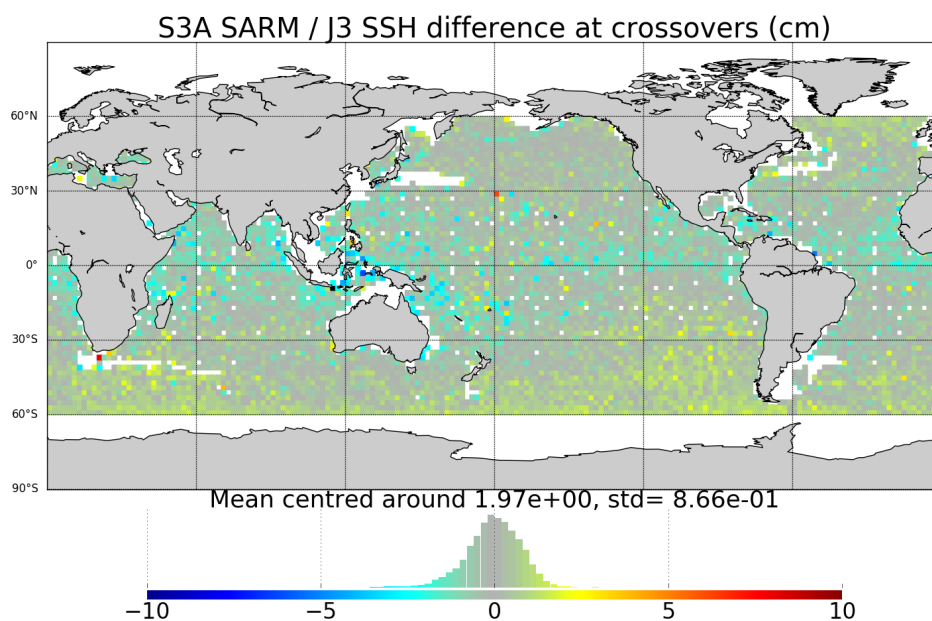 S3A SARM / J3 SSH difference at crossovers (cm)
60°N
30°N
0°
30°S
60°S
90°S
Mean centred around 1.97e+00, std= 8.66e-01
−10 −5 0 5 10